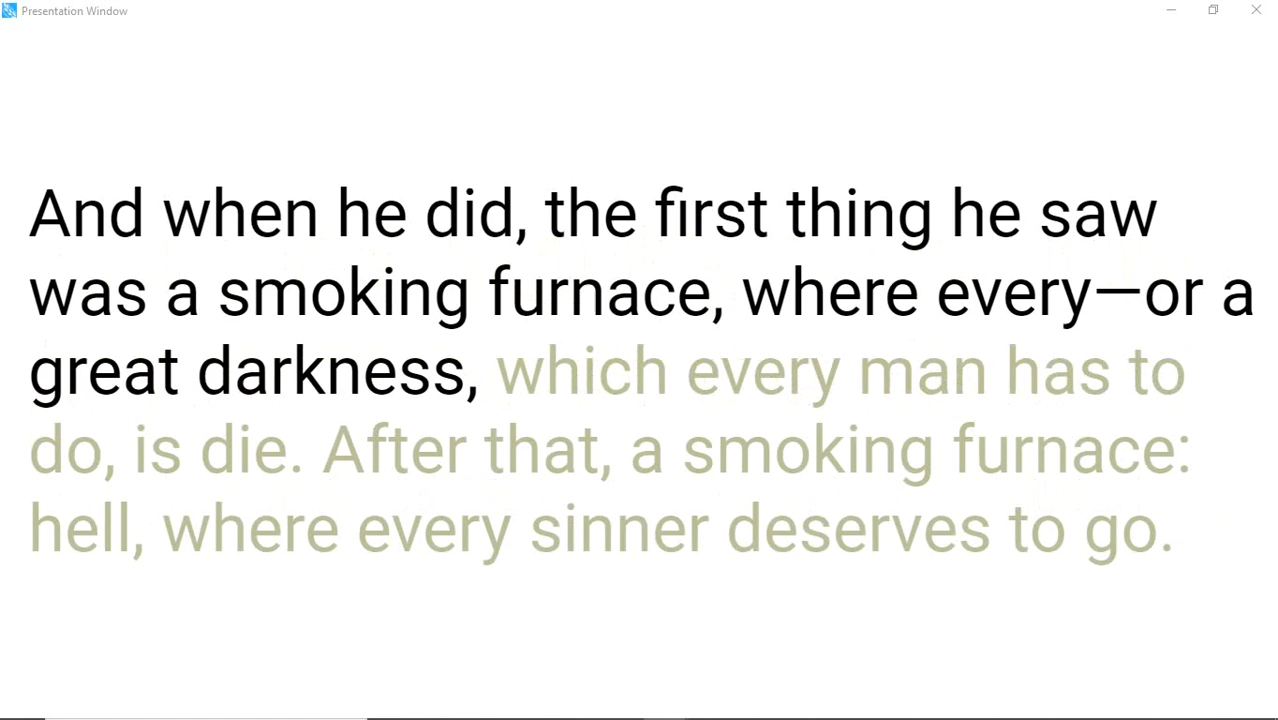 Presentation Window
And when he did, the first thing he saw
was a smoking furnace, where every—or a
great darkness, which every man has to
do, is die. After that, a smoking furnace:
hell, where every sinner deserves to go.